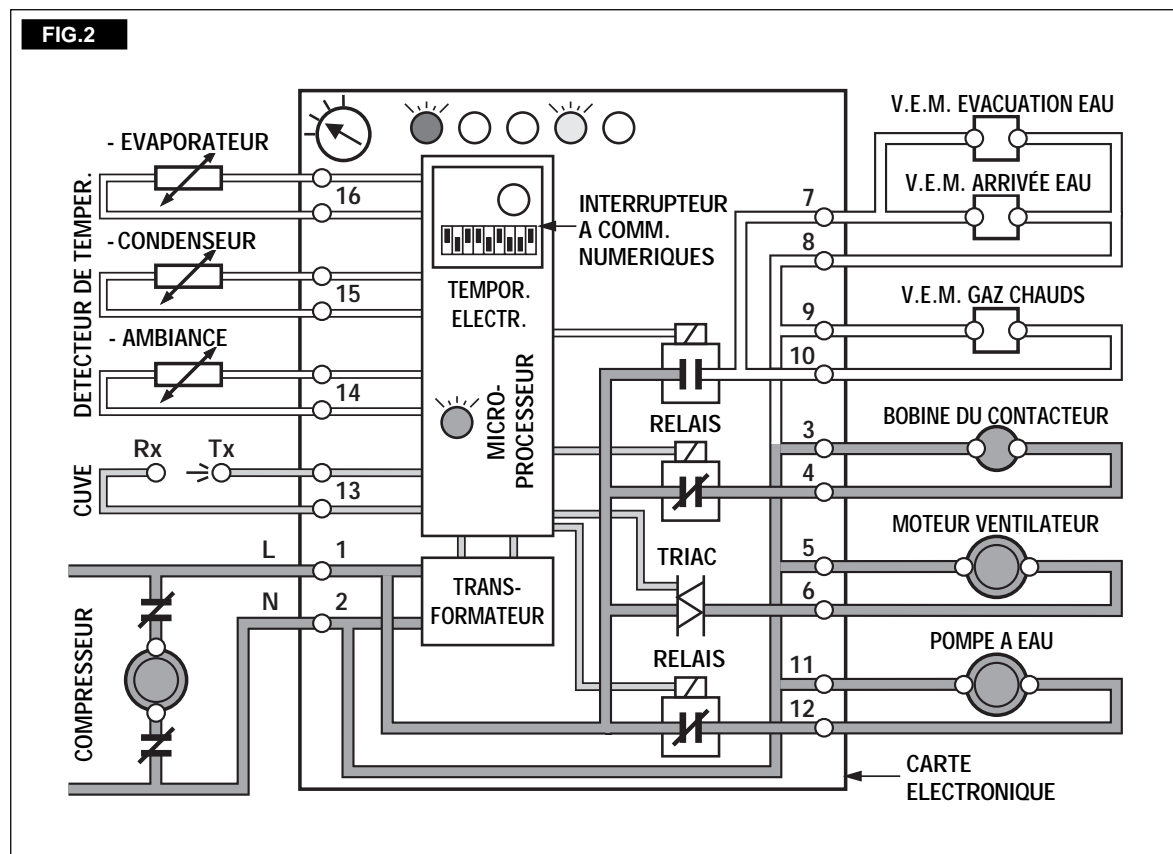 FIG.2
- EVAPORATEUR
16
- CONDENSEUR
15
- AMBIANCE
14
DETECTEUR DE TEMPER.
Rx Tx
13
CUVE
L 1
N 2
COMPRESSEUR
INTERRUPTEUR
A COMM.
NUMERIQUES
TEMPOR.
ELECTR.
MICRO-
PROCESSEUR
TRANS-
FORMATEUR
RELAIS
TRIAC
RELAIS
V.E.M. EVACUATION EAU
V.E.M. ARRIVÉE EAU
7
8
V.E.M. GAZ CHAUDS
9
10
BOBINE DU CONTACTEUR
3
4
MOTEUR VENTILATEUR
5
6
POMPE A EAU
11
12
CARTE
ELECTRONIQUE